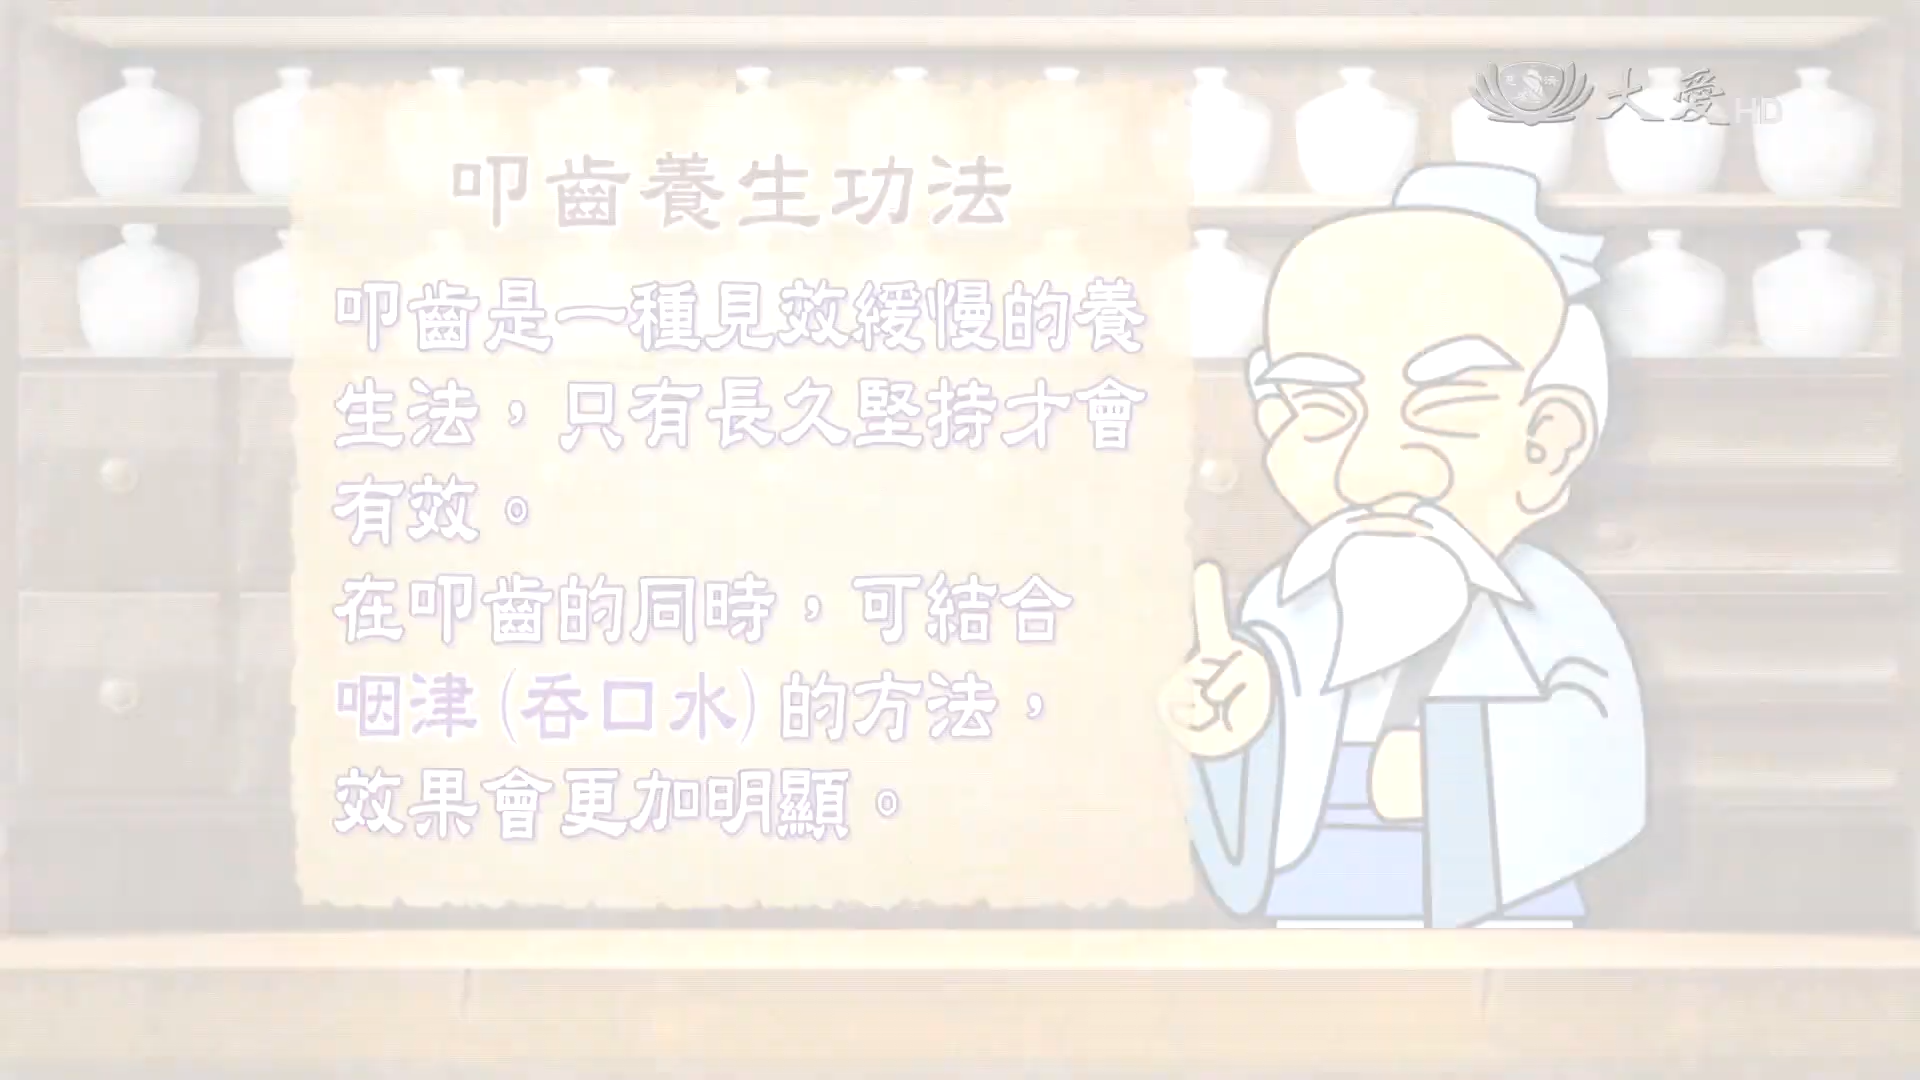 大愛HD
叩齒養生功法
叩齒是一種見效緩慢的養
生法，只有長久堅持才會
有效。
在叩齒的同時，可結合
咽津(吞口水)的方法，
效果會更加明顯。